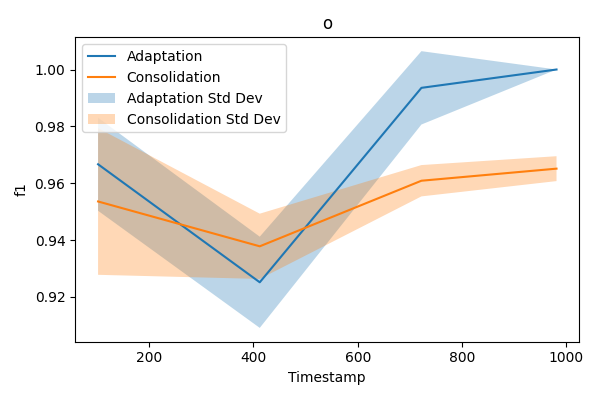 o
Adaptation
Consolidation
Adaptation Std Dev
Consolidation Std Dev
1.00
0.98
0.96
0.94
0.92
f1
200 400 600 800 1000
Timestamp